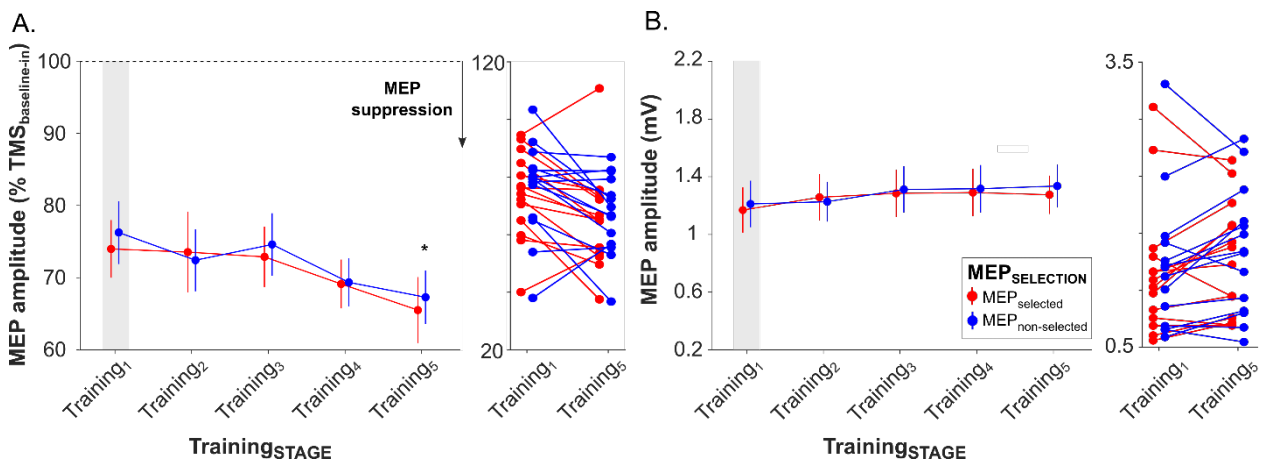 A.
MEP amplitude (% TMSbaseline-in)
100
90
80
70
60
MEP
suppression
*
Training1
Training2
Training3
Training4
Training5
TrainingSTAGE
120
20
Training1
Training5
B.
MEP amplitude (mV)
2.2
1.8
1.4
1
0.6
0.2
MEPSELECTION
MEPselected
MEPnon-selected
Training1
Training2
Training3
Training4
Training5
TrainingSTAGE
3.5
0.5
Training1
Training5